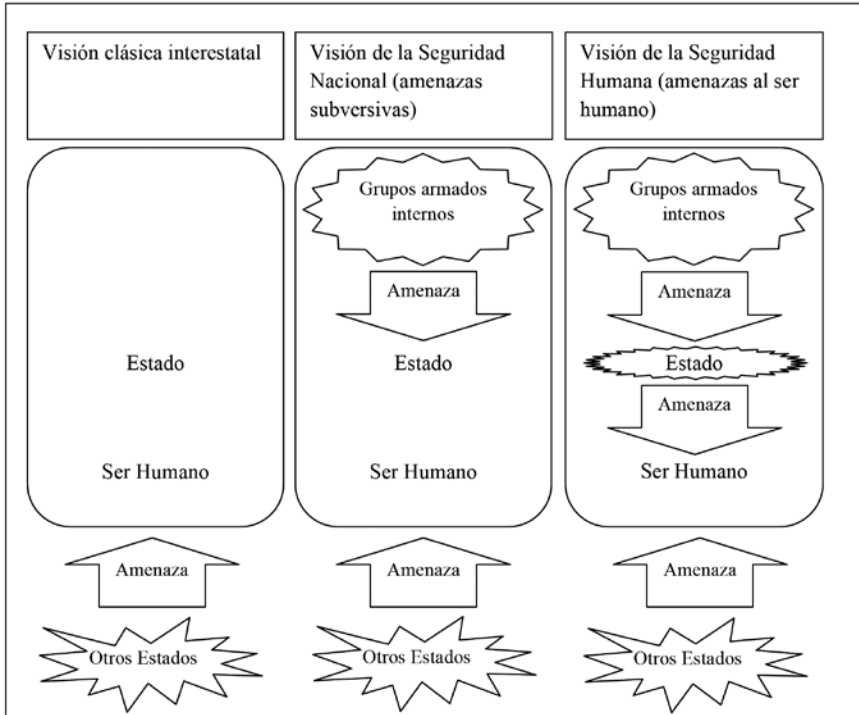 Visión clásica interestatal
Visión de la Seguridad
Nacional (amenazas
subversivas)
Visión de la Seguridad
Humana (amenazas al ser
humano)
Estado
Ser Humano
Amenaza
Otros Estados
Grupos armados
internos
Amenaza
Estado
Ser Humano
Amenaza
Otros Estados
Grupos armados
internos
Amenaza
Estado
Amenaza
Ser Humano
Amenaza
Otros Estados